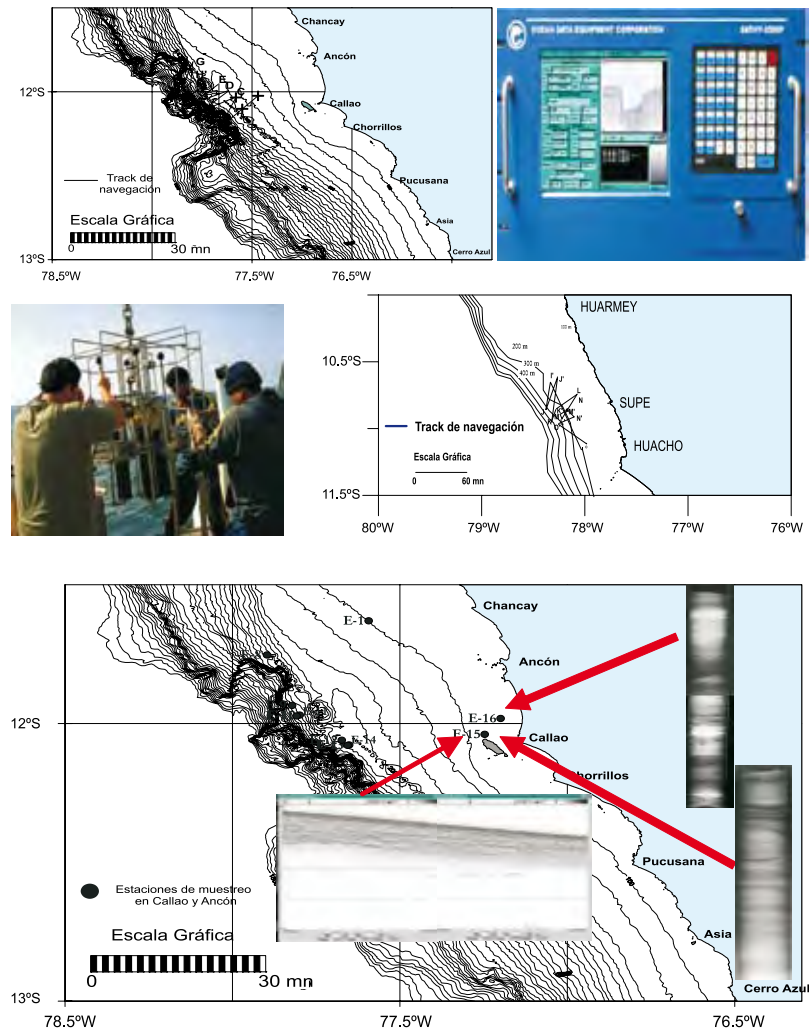 Chancay
Ancón
G
E
D
C
12ºS
Callao
Chorrillos
Track de
navegación
Pucusana
Escala Gráfica
Asia
0 30 mn
Cerro Azul
13ºS
78.5ºW
77.5ºW
76.5ºW
OCEAN DATA EQUIPMENT CORPORATION
HUARMEY
100 m
200 m
10.5ºS
300 m
400 m
I'
J'
L
N
N'
SUPE
Track de navegación
HUACHO
Escala Gráfica
0 60 mn
11.5ºS
80ºW
79ºW
78ºW
77ºW
76ºW
Chancay
E-1
Ancón
E-16
12ºS
E-15
Callao
E-14
Chorrillos
Pucusana
Estaciones de muestreo
en Callao y Ancón
Asia
Escala Gráfica
0 30 mn
Cerro Azul
13ºS
78.5ºW
77.5ºW
76.5ºW